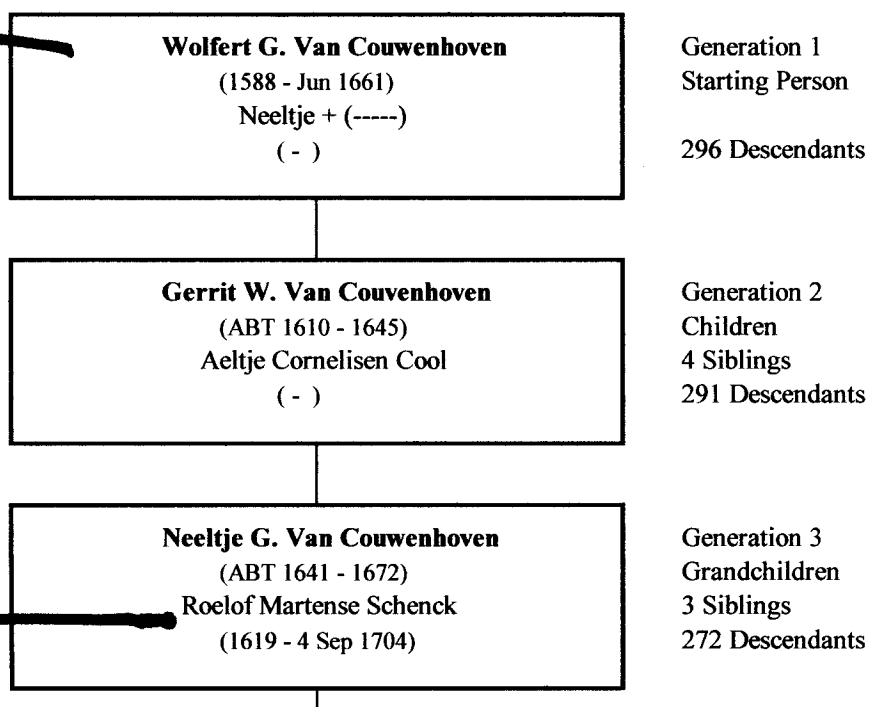 Wolfert G. Van Couwenhoven
(1588 - Jun 1661)
Neeltje + (-----)
( - )
Generation 1
Starting Person
296 Descendants
Gerrit W. Van Couvenhoven
(ABT 1610 - 1645)
Aeltje Cornelisen Cool
( - )
Generation 2
Children
4 Siblings
291 Descendants
Neeltje G. Van Couwenhoven
(ABT 1641 - 1672)
Roelof Martense Schenck
(1619 - 4 Sep 1704)
Generation 3
Grandchildren
3 Siblings
272 Descendants